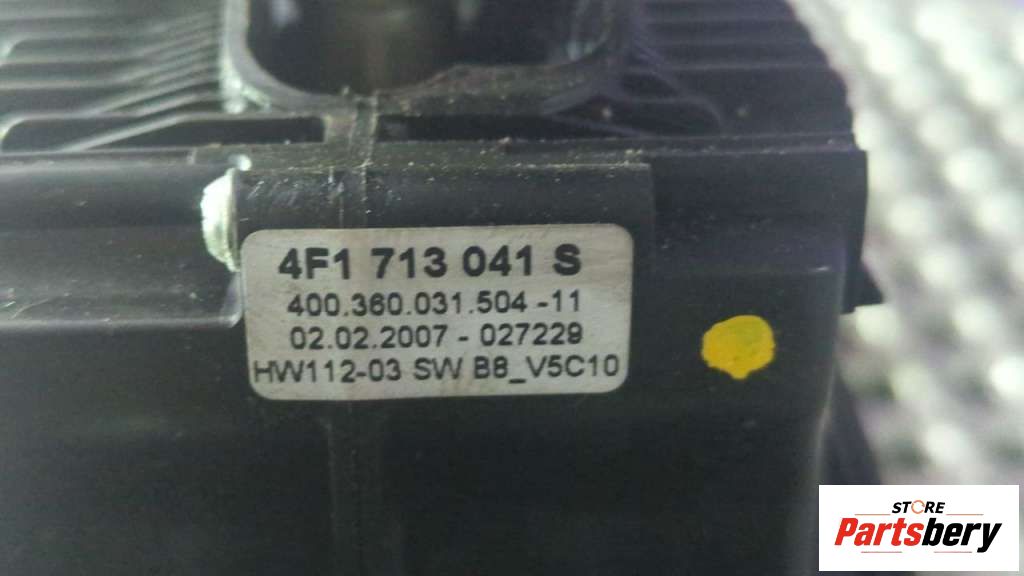 4F1 713 041 S
400.360.031.504 -11
02.02.2007 - 027229
HW112-03 SW B8_V5C10
STORE
Partsbery